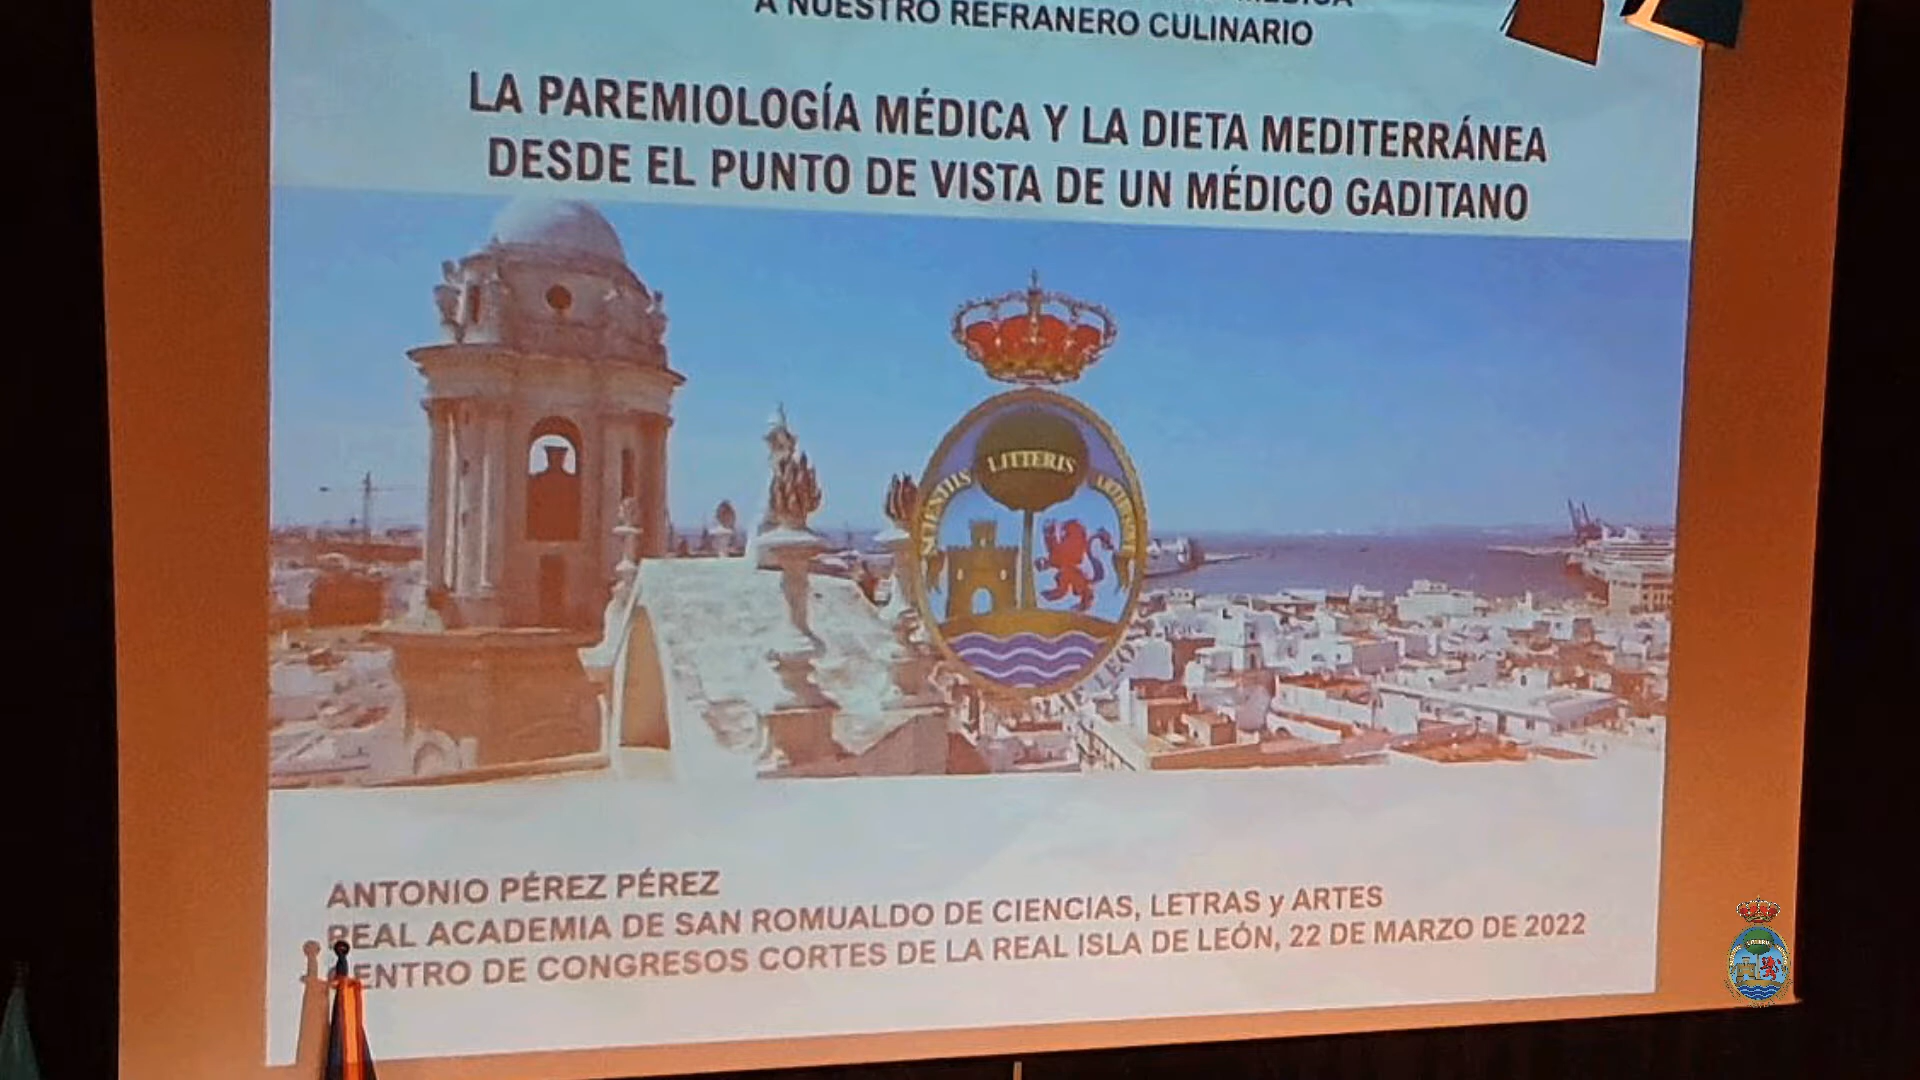 A NUESTRO REFRANERO CULINARIO
LA PAREMIOLOGÍA MÉDICA Y LA DIETA MEDITERRÁNEA
DESDE EL PUNTO DE VISTA DE UN MÉDICO GADITANO
LITTERIS
SCIENTIIS
ANTONIO PÉREZ PÉREZ
REAL ACADEMIA DE SAN ROMUALDO DE CIENCIAS, LETRAS y ARTES
CENTRO DE CONGRESOS CORTES DE LA REAL ISLA DE LEÓN, 22 DE MARZO DE 2022